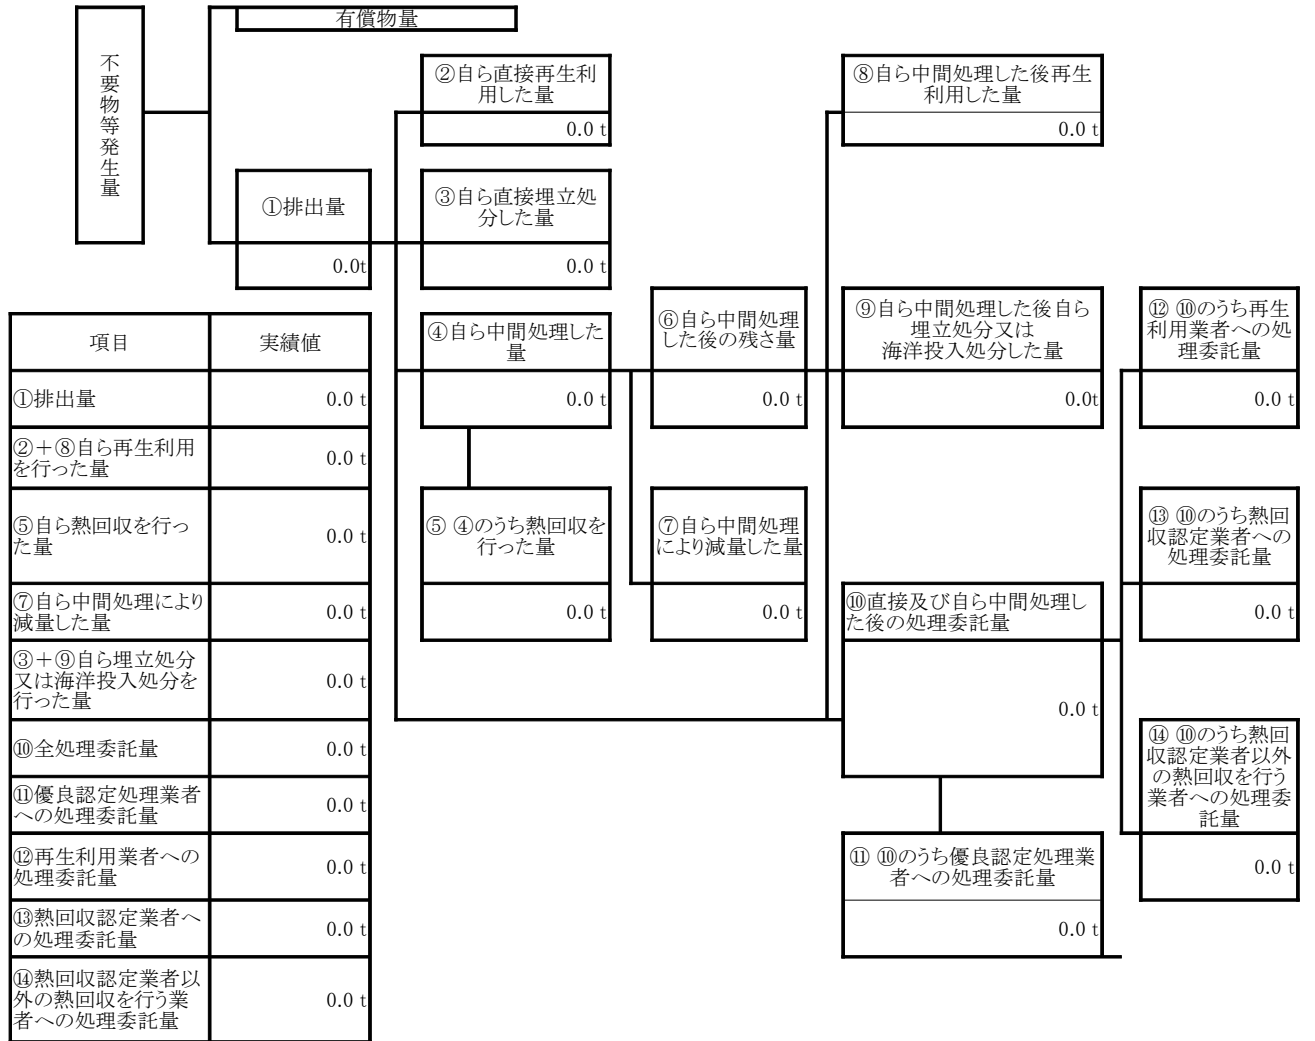 有償物量
不要物等発生量
②自ら直接再生利
用した量
0.0 t
⑧自ら中間処理した後再生
利用した量
0.0 t
①排出量
0.0t
③自ら直接埋立処
分した量
0.0 t
④自ら中間処理した
量
0.0 t
⑥自ら中間処理
した後の残さ量
0.0 t
⑨自ら中間処理した後自ら
埋立処分又は
海洋投入処分した量
0.0t
⑫ ⑩のうち再生
利用業者への処
理委託量
0.0 t
⑤ ④のうち熱回収を
行った量
0.0 t
⑦自ら中間処理
により減量した量
0.0 t
⑩直接及び自ら中間処理し
た後の処理委託量
0.0 t
⑬ ⑩のうち熱回
収認定業者への
処理委託量
0.0 t
⑭ ⑩のうち熱回
収認定業者以外
の熱回収を行う
業者への処理委
託量
0.0 t
⑪ ⑩のうち優良認定処理業
者への処理委託量
0.0 t
項目 実績値
①排出量 0.0 t
②+⑧自ら再生利用
を行った量
0.0 t
⑤自ら熱回収を行っ
た量
0.0 t
⑦自ら中間処理により
減量した量
0.0 t
③+⑨自ら埋立処分
又は海洋投入処分を
行った量
0.0 t
⑩全処理委託量 0.0 t
⑪優良認定処理業者
への処理委託量
0.0 t
⑫再生利用業者への
処理委託量
0.0 t
⑬熱回収認定業者へ
の処理委託量
0.0 t
⑭熱回収認定業者以
外の熱回収を行う業
者への処理委託量
0.0 t